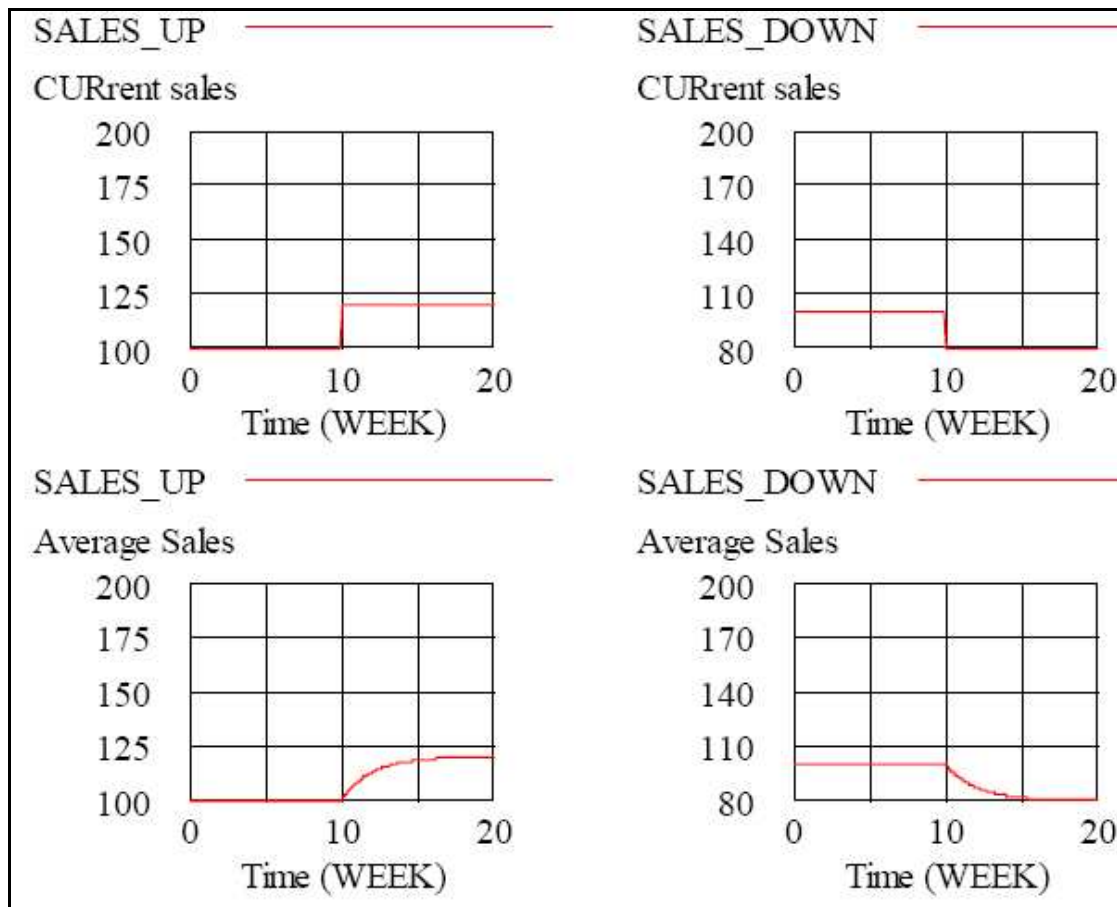 SALES_UP
CURrent sales
200
175
150
125
100
0 10 20
Time (WEEK)
SALES_DOWN
CURrent sales
200
170
140
110
80
0 10 20
Time (WEEK)
SALES_UP
Average Sales
200
175
150
125
100
0 10 20
Time (WEEK)
SALES_DOWN
Average Sales
200
170
140
110
80
0 10 20
Time (WEEK)